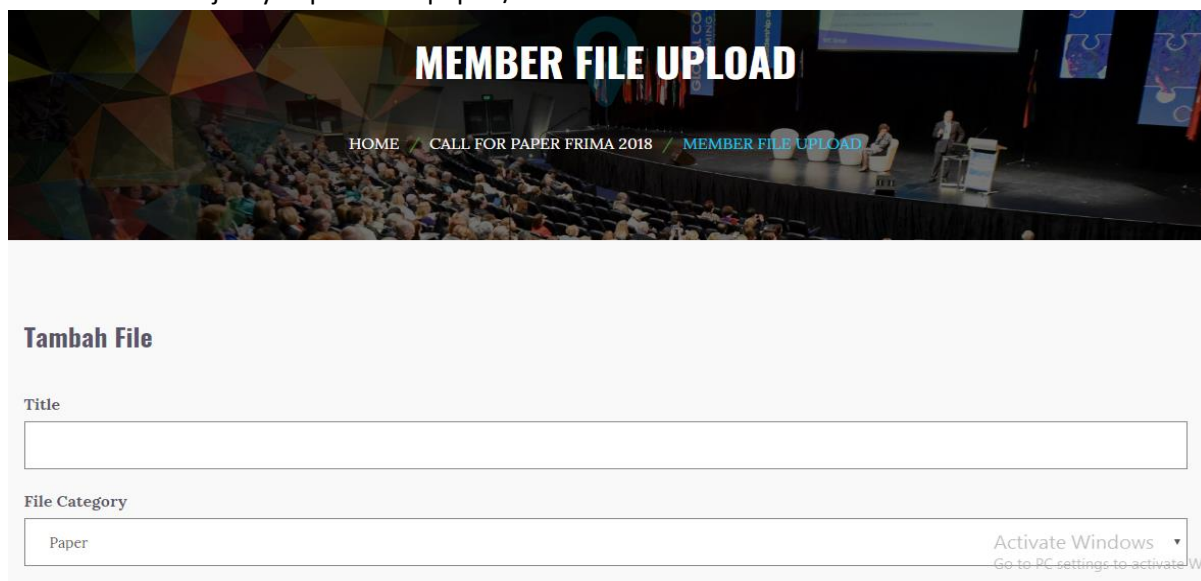 MEMBER FILE UPLOAD
HOME / CALL FOR PAPER FRIMA 2018 / MEMBER FILE UPLOAD
Tambah File
Title
File Category
Paper
Activate Windows
Go to PC settings to activate W